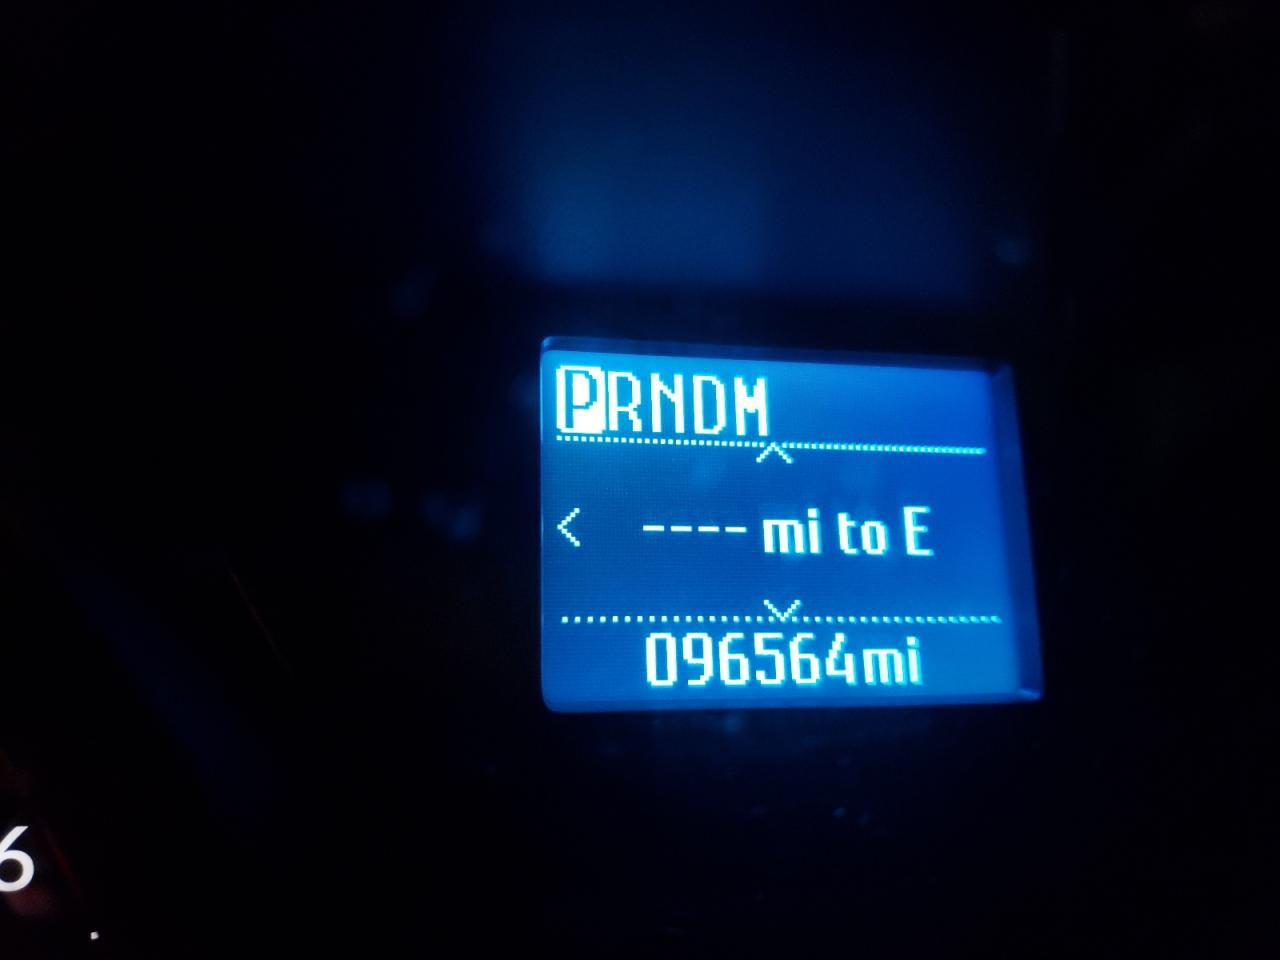 PRNDM
< ---- mi to E
096564mi
6